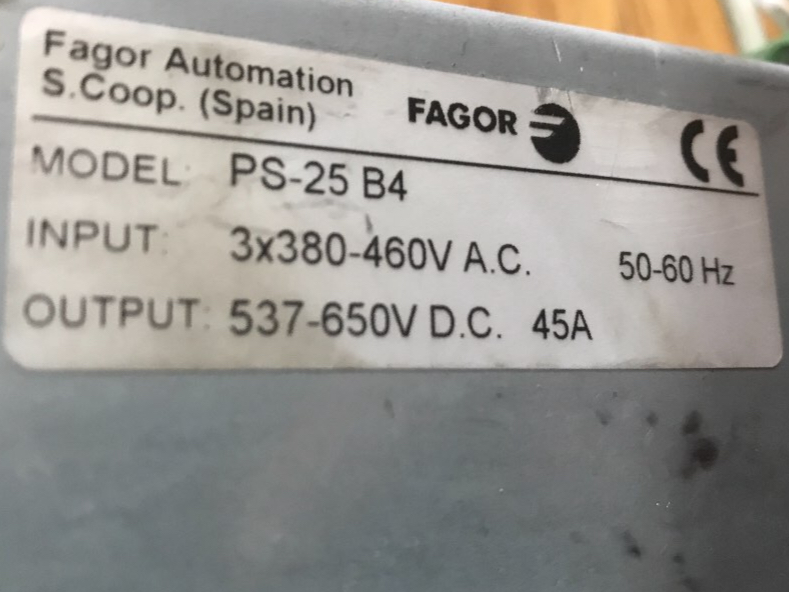 Fagor Automation
S.Coop. (Spain)
FAGOR
CE
MODEL: PS-25 B4
INPUT: 3x380-460V A.C. 50-60 Hz
OUTPUT: 537-650V D.C. 45A